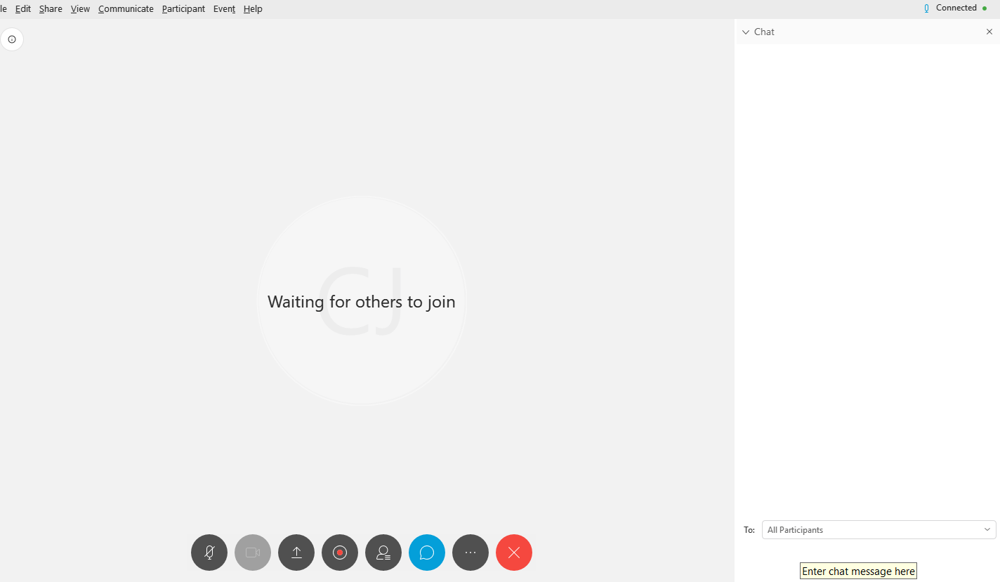 le Edit Share View Communicate Participant Event Help
Connected
Chat
CJ
Waiting for others to join
To: All Participants
Enter chat message here